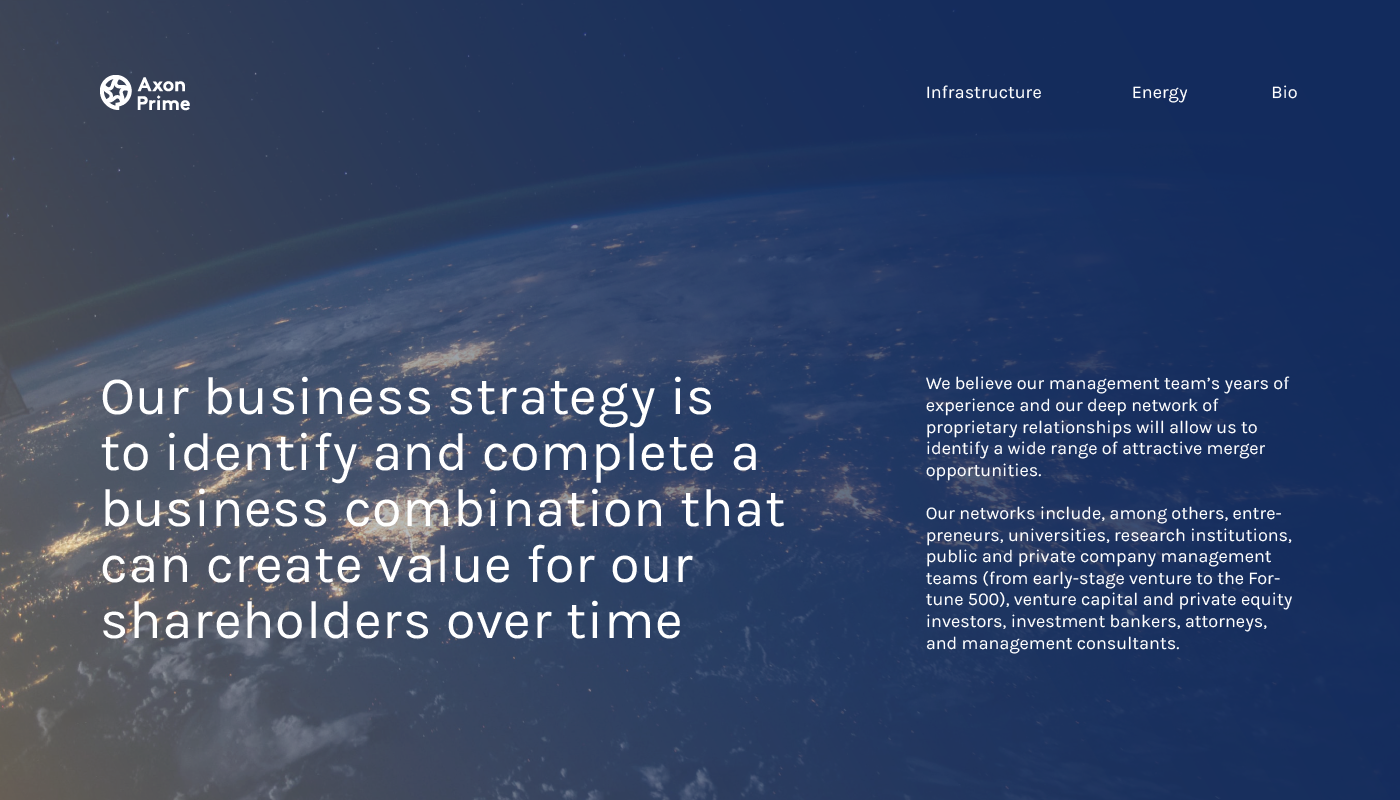 Axon
Prime
Infrastructure
Energy
Bio
Our business strategy is
to identify and complete a
business combination that
can create value for our
shareholders over time
We believe our management team’s years of
experience and our deep network of
proprietary relationships will allow us to
identify a wide range of attractive merger
opportunities.
Our networks include, among others, entre-
preneurs, universities, research institutions,
public and private company management
teams (from early-stage venture to the For-
tune 500), venture capital and private equity
investors, investment bankers, attorneys,
and management consultants.